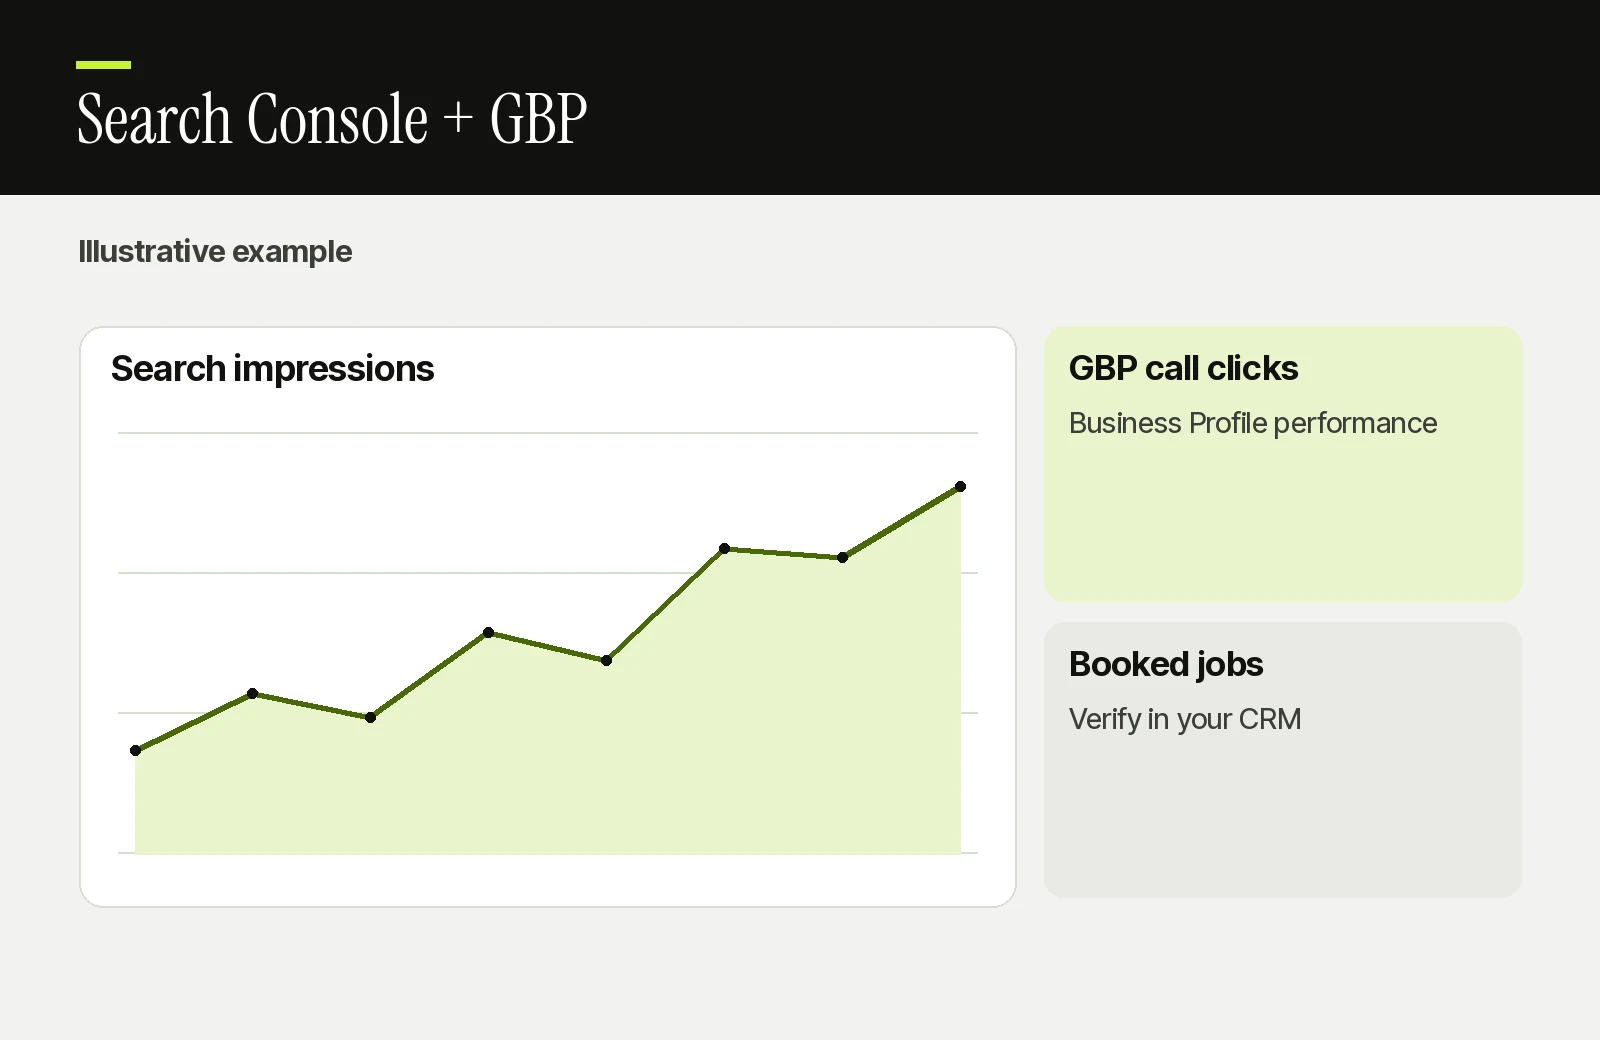 Search Console + GBP
Illustrative example
Search impressions
GBP call clicks
Business Profile performance
Booked jobs
Verify in your CRM